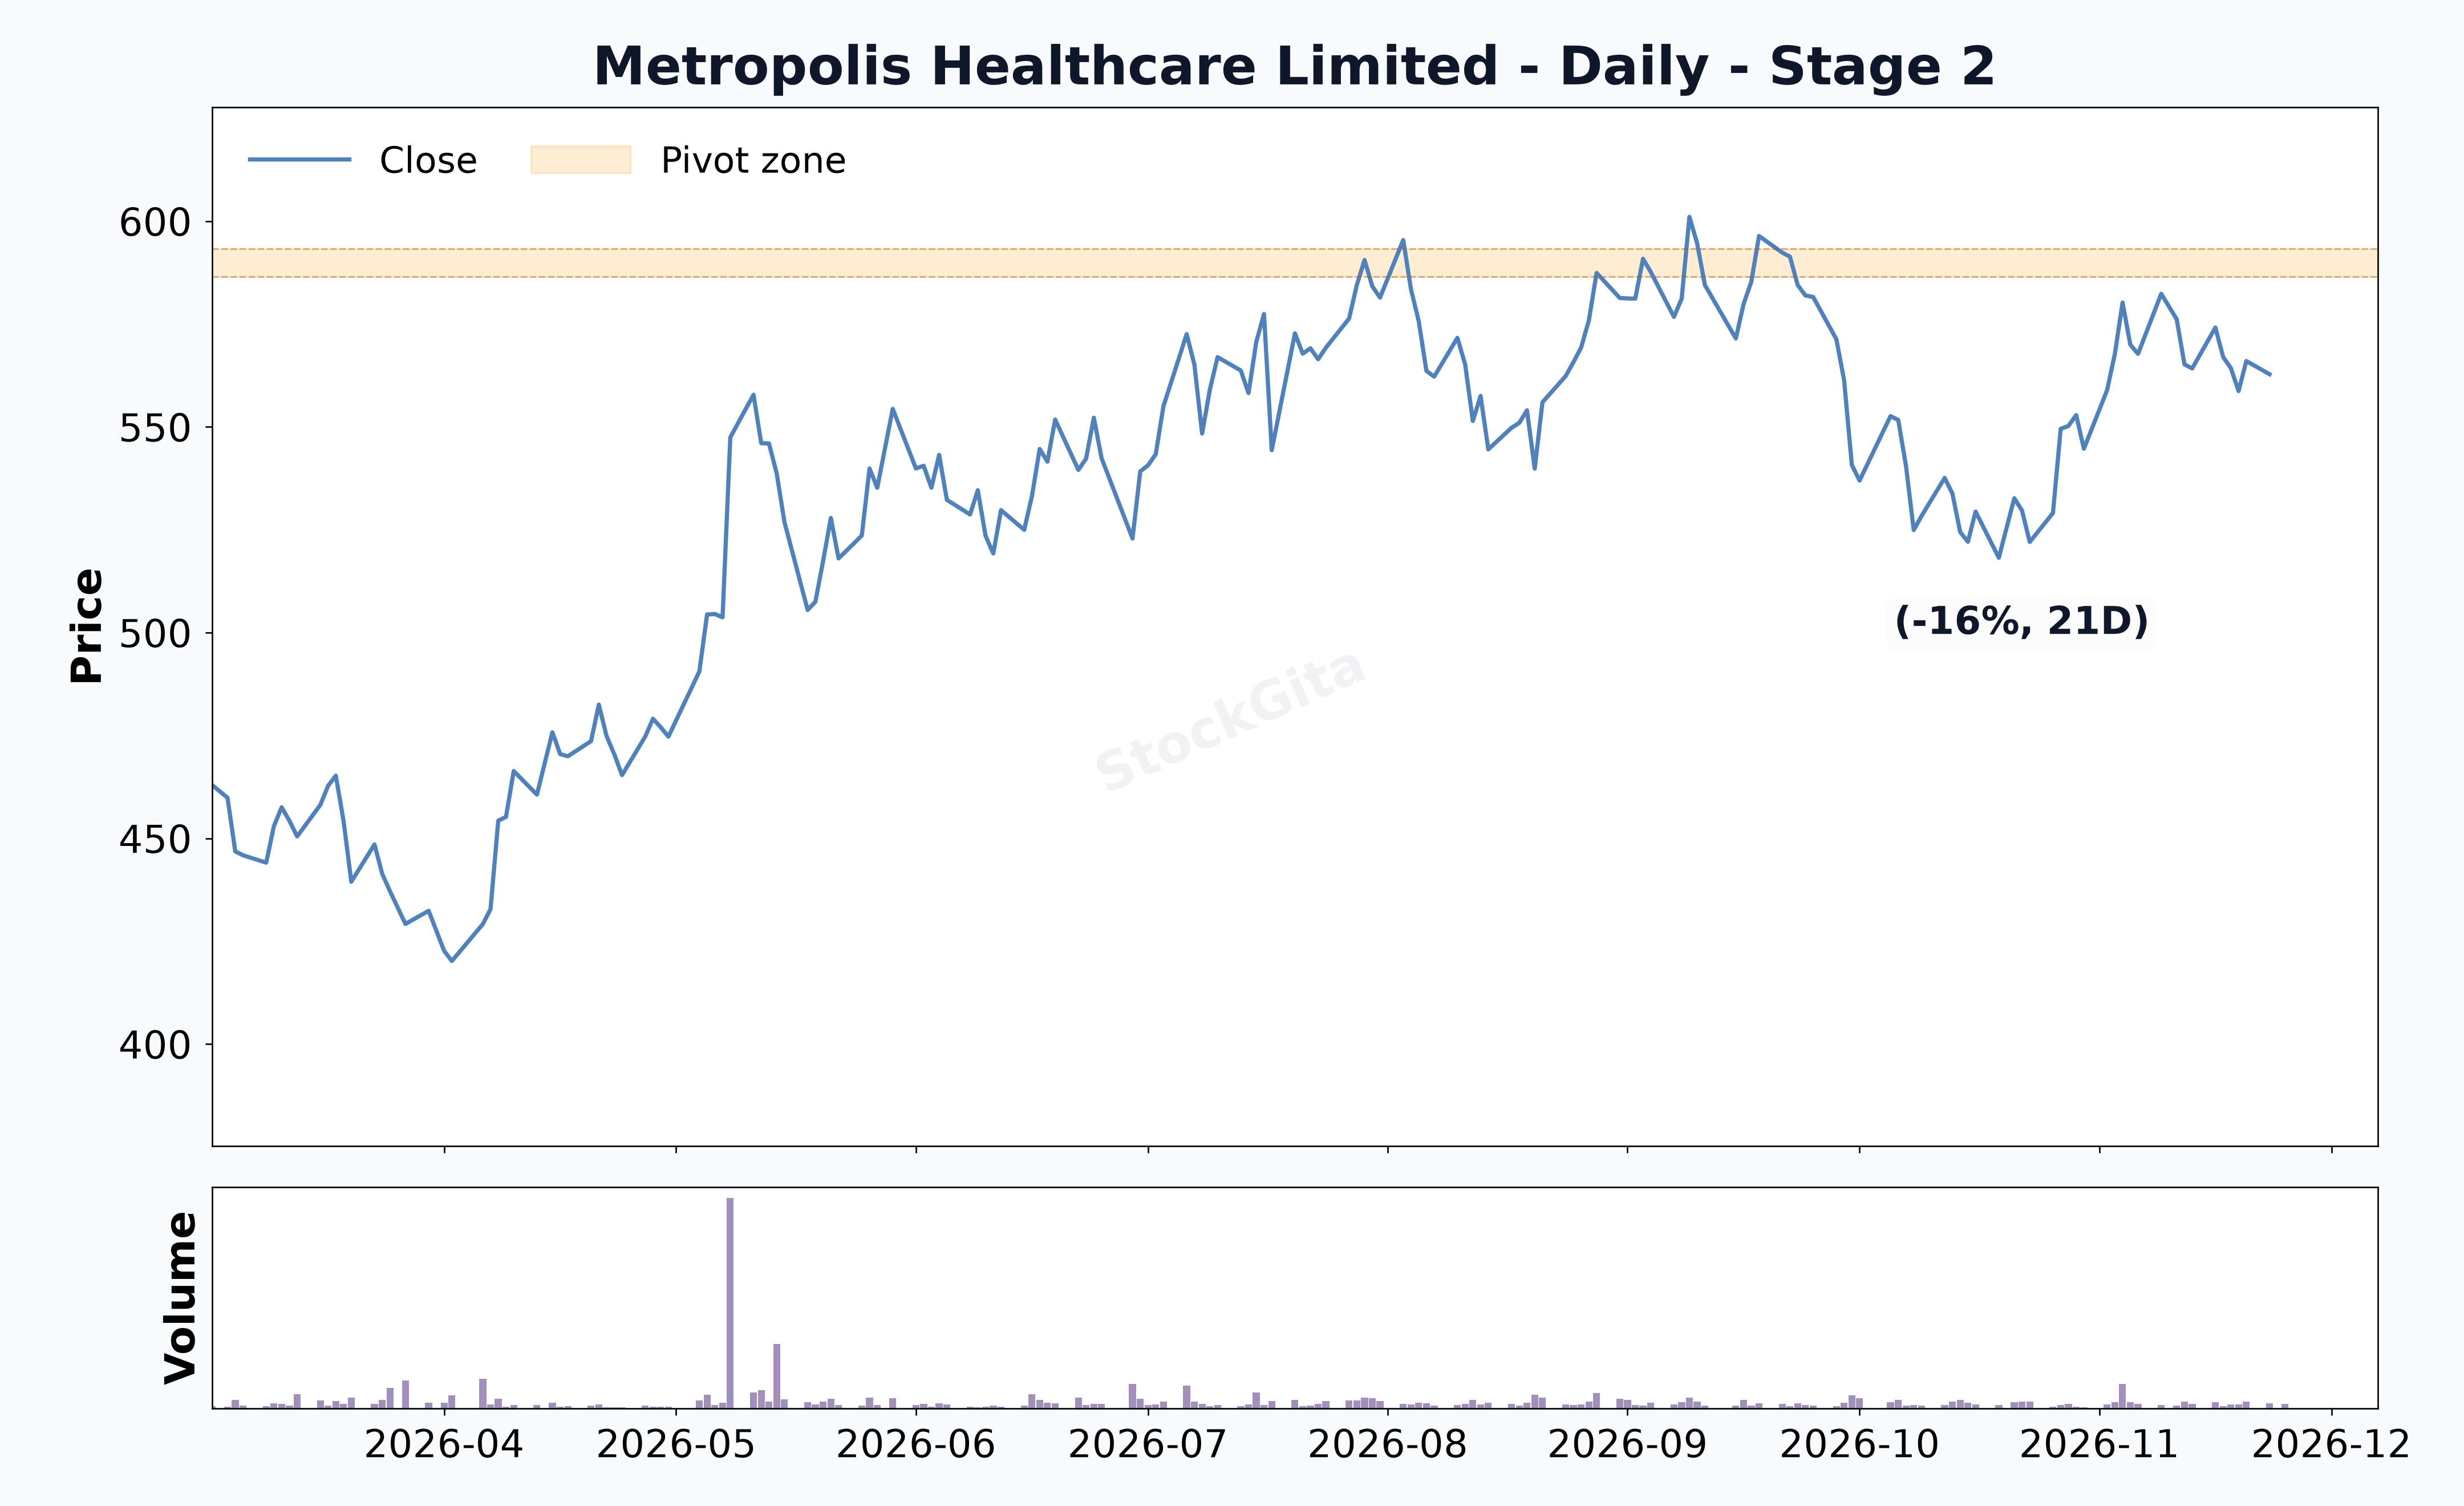 Metropolis Healthcare Limited - Daily - Stage 2
Close
Pivot zone
600
550
500
450
400
Price
(-16%, 21D)
StockGita
Volume
2026-04
2026-05
2026-06
2026-07
2026-08
2026-09
2026-10
2026-11
2026-12